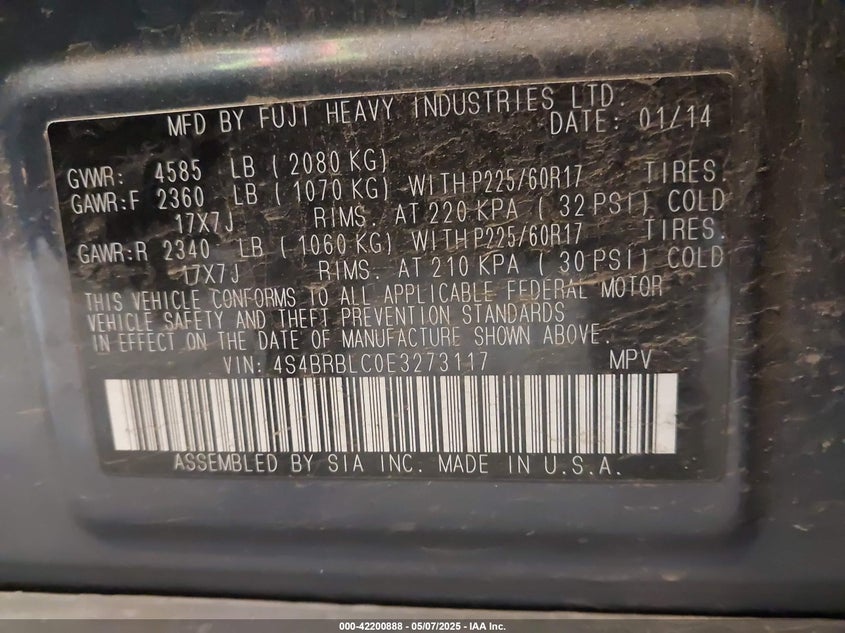 MFD BY FUJI HEAVY INDUSTRIES LTD.
DATE: 01/14
GVWR: 4585 LB ( 2080 KG)
GAWR:F 2360 LB ( 1070 KG) WITH P225/60R17 TIRES.
17X7J RIMS. AT 220 KPA ( 32 PSI) COLD
GAWR:R 2340 LB ( 1060 KG) WITH P225/60R17 TIRES.
17X7J RIMS. AT 210 KPA ( 30 PSI) COLD
THIS VEHICLE CONFORMS TO ALL APPLICABLE FEDERAL MOTOR
VEHICLE SAFETY AND THEFT PREVENTION STANDARDS
IN EFFECT ON THE DATE OF MANUFACTURE SHOWN ABOVE.
VIN: 4S4BRBLC0E3273117 MPV
ASSEMBLED BY SIA INC. MADE IN U.S.A.
000-42200888 - 05/07/2025 - IAA Inc.